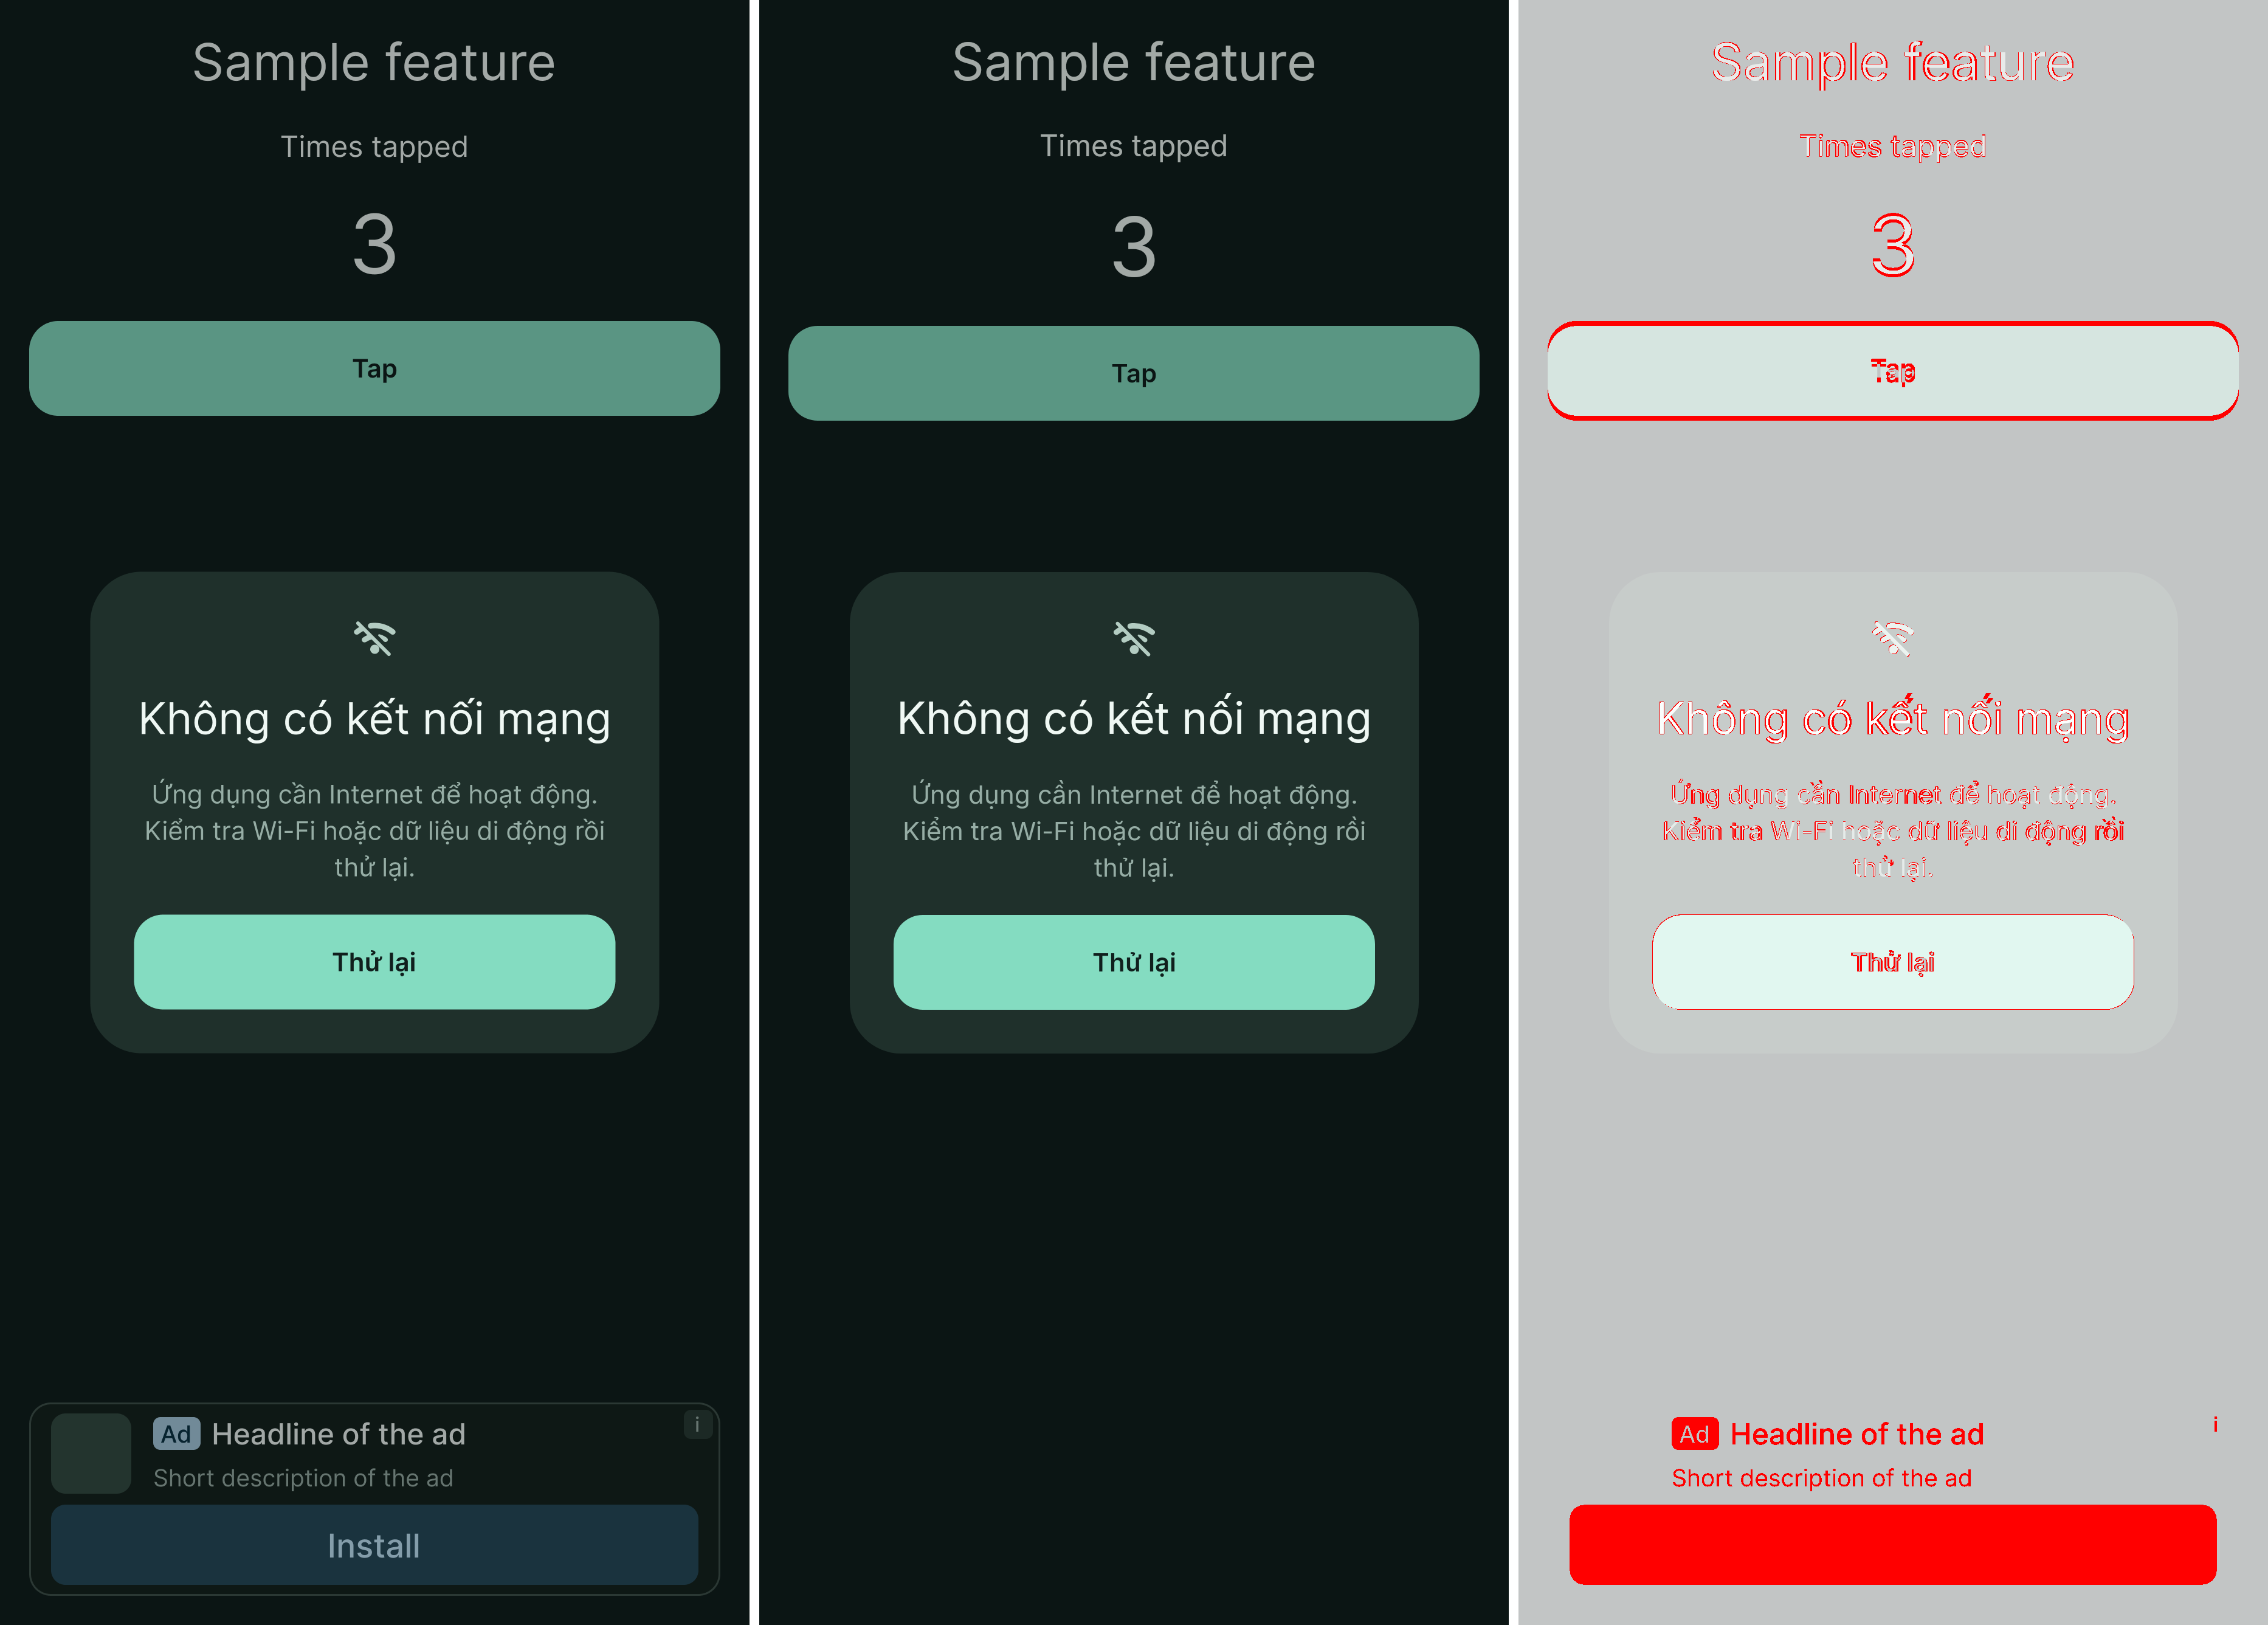 Sample feature
Times tapped
3
Tap
Không có kết nối mạng
Ứng dụng cần Internet để hoạt động.
Kiểm tra Wi-Fi hoặc dữ liệu di động rồi
thử lại.
Thử lại
Ad Headline of the ad
i
Short description of the ad
Install
Sample feature
Times tapped
3
Tap
Không có kết nối mạng
Ứng dụng cần Internet để hoạt động.
Kiểm tra Wi-Fi hoặc dữ liệu di động rồi
thử lại.
Thử lại
Sample feature
Times tapped
3
Tap
Không có kết nối mạng
Ứng dụng cần Internet để hoạt động.
Kiểm tra Wi-Fi hoặc dữ liệu di động rồi
thử lại.
Thử lại
Ad Headline of the ad
i
Short description of the ad